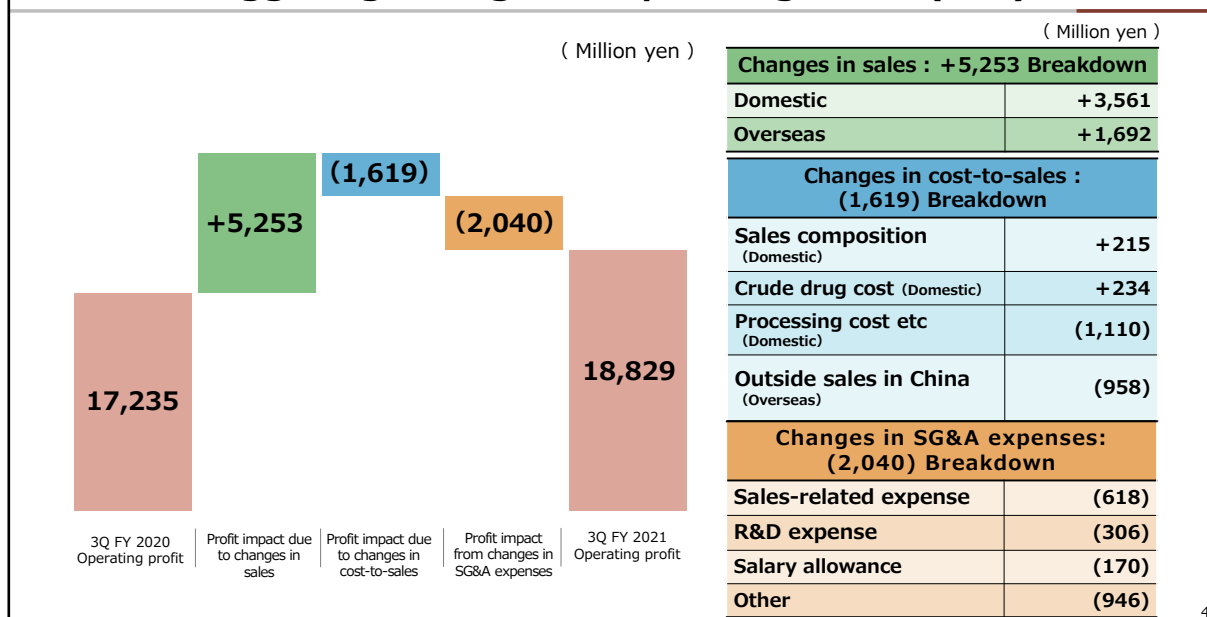 ( Million yen )
( Million yen )
+5,253
(1,619)
(2,040)
17,235
18,829
3Q FY 2020
Operating profit
Profit impact due
to changes in
sales
Profit impact due
to changes in
cost-to-sales
Profit impact
from changes in
SG&A expenses
3Q FY 2021
Operating profit
Changes in sales : +5,253 Breakdown
Domestic +3,561
Overseas +1,692
Changes in cost-to-sales :
(1,619) Breakdown
Sales composition
(Domestic) +215
Crude drug cost (Domestic) +234
Processing cost etc
(Domestic) (1,110)
Outside sales in China
(Overseas) (958)
Changes in SG&A expenses:
(2,040) Breakdown
Sales-related expense (618)
R&D expense (306)
Salary allowance (170)
Other (946)
4